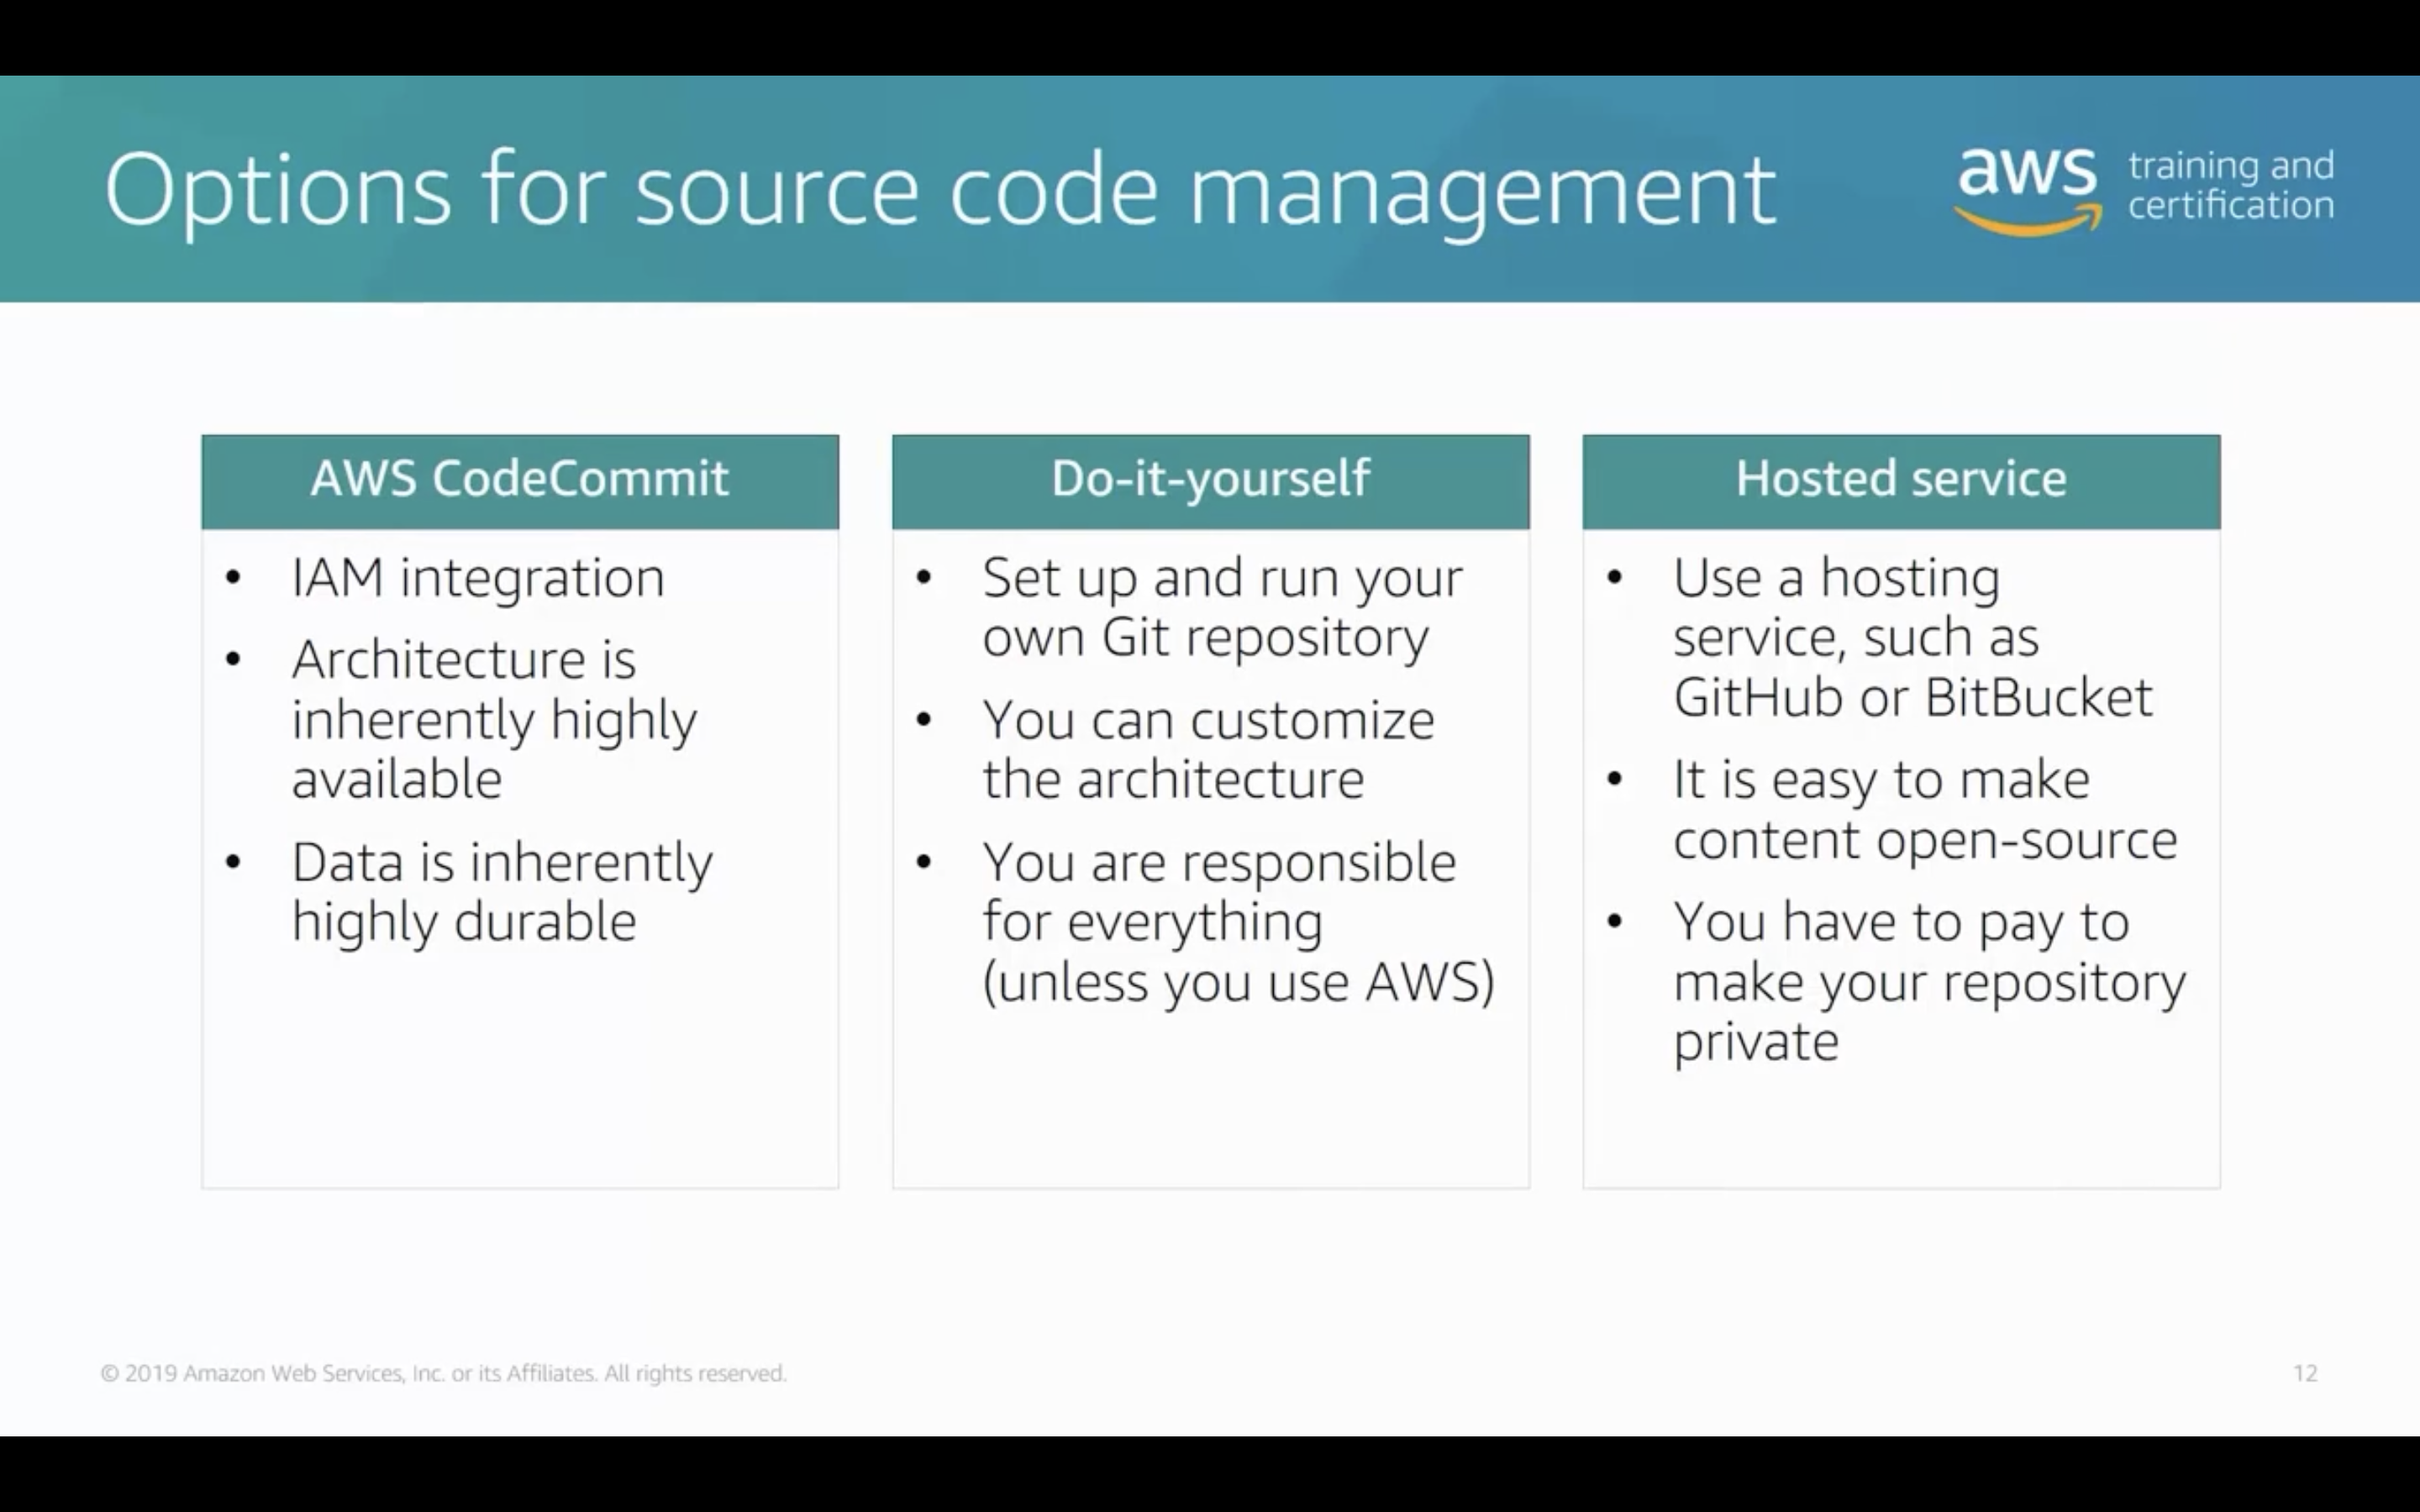 Options for source code management
aws training and
certification
AWS CodeCommit
• IAM integration
• Architecture is
inherently highly
available
• Data is inherently
highly durable
Do-it-yourself
• Set up and run your
own Git repository
• You can customize
the architecture
• You are responsible
for everything
(unless you use AWS)
Hosted service
• Use a hosting
service, such as
GitHub or BitBucket
• It is easy to make
content open-source
• You have to pay to
make your repository
private
© 2019 Amazon Web Services, Inc. or its Affiliates. All rights reserved.
12